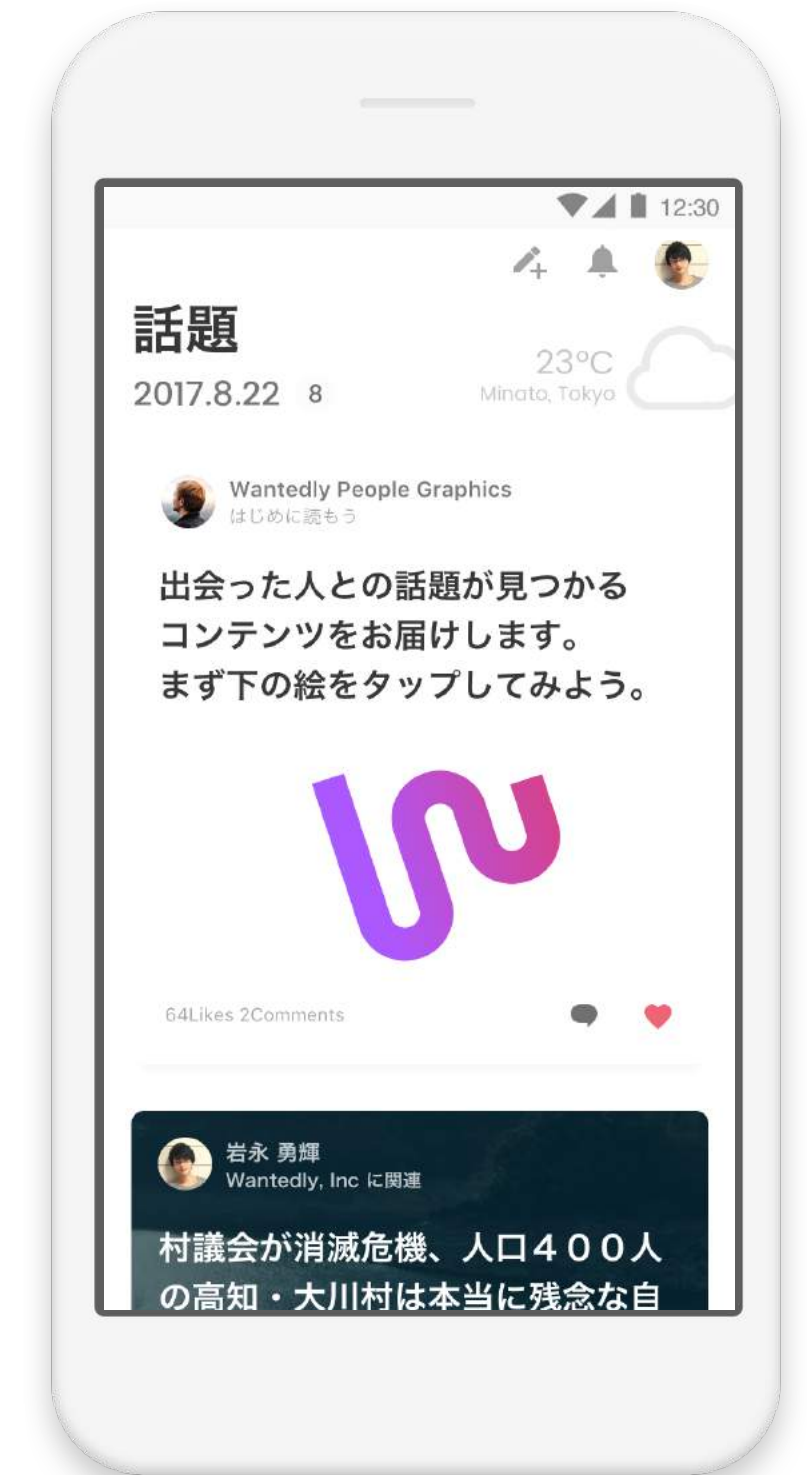 12:30
話題
2017.8.22 8
23°C
Minato, Tokyo
Wantedly People Graphics
はじめに読もう
出会った人との話題が見つかる
コンテンツをお届けします。
まず下の絵をタップしてみよう。
64Likes 2Comments
岩永 勇輝
Wantedly, Inc に関連
村議会が消滅危機、人口４００人
の高知・大川村は本当に残念な自